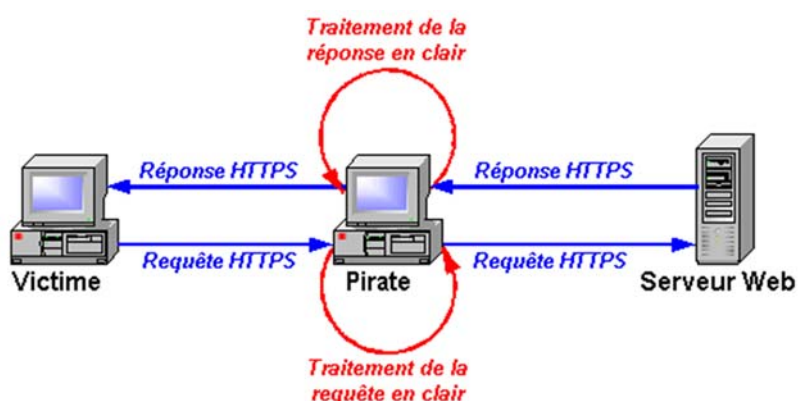 Traitement de la
réponse en clair
Réponse HTTPS
Réponse HTTPS
Requête HTTPS
Requête HTTPS
Victime
Pirate
Serveur Web
Traitement de la
requête en clair